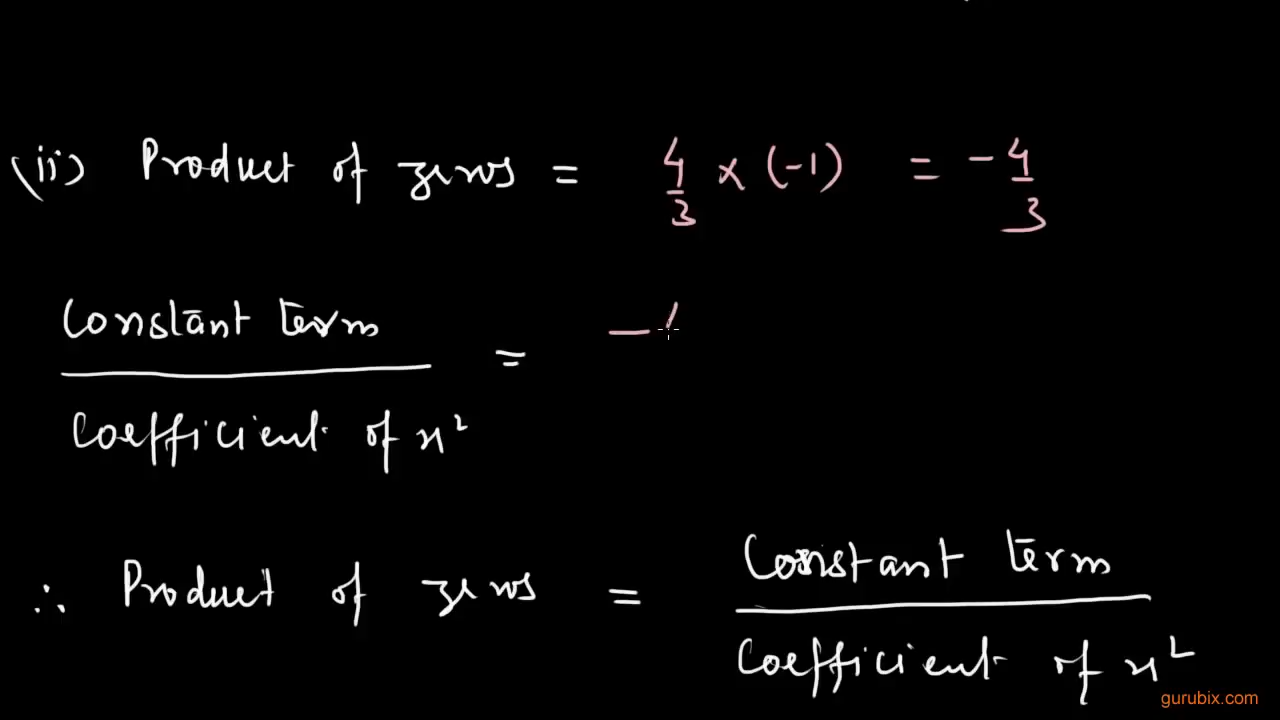 (ii) Product of zeros = 4/3 × (-1) = -4/3
Constant term / Coefficient of x² = -
∴ Product of zeros = Constant term / Coefficient of x²
gurubix.com